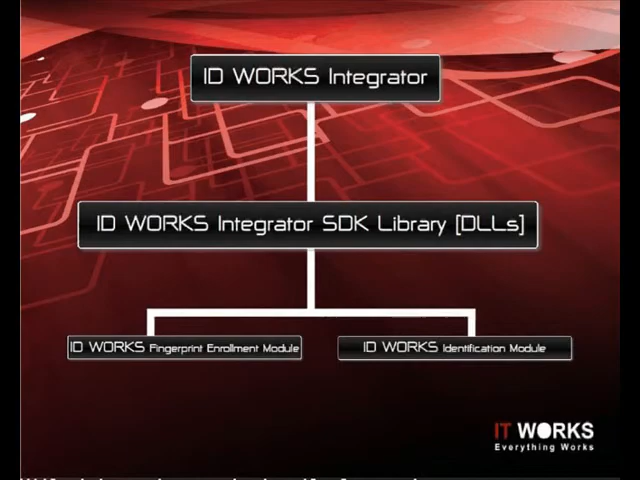 ID WORKS Integrator
ID WORKS Integrator SDK Library [DLLs]
ID WORKS Fingerprint Enrollment Module
ID WORKS Identification Module
IT WORKS
Everything Works